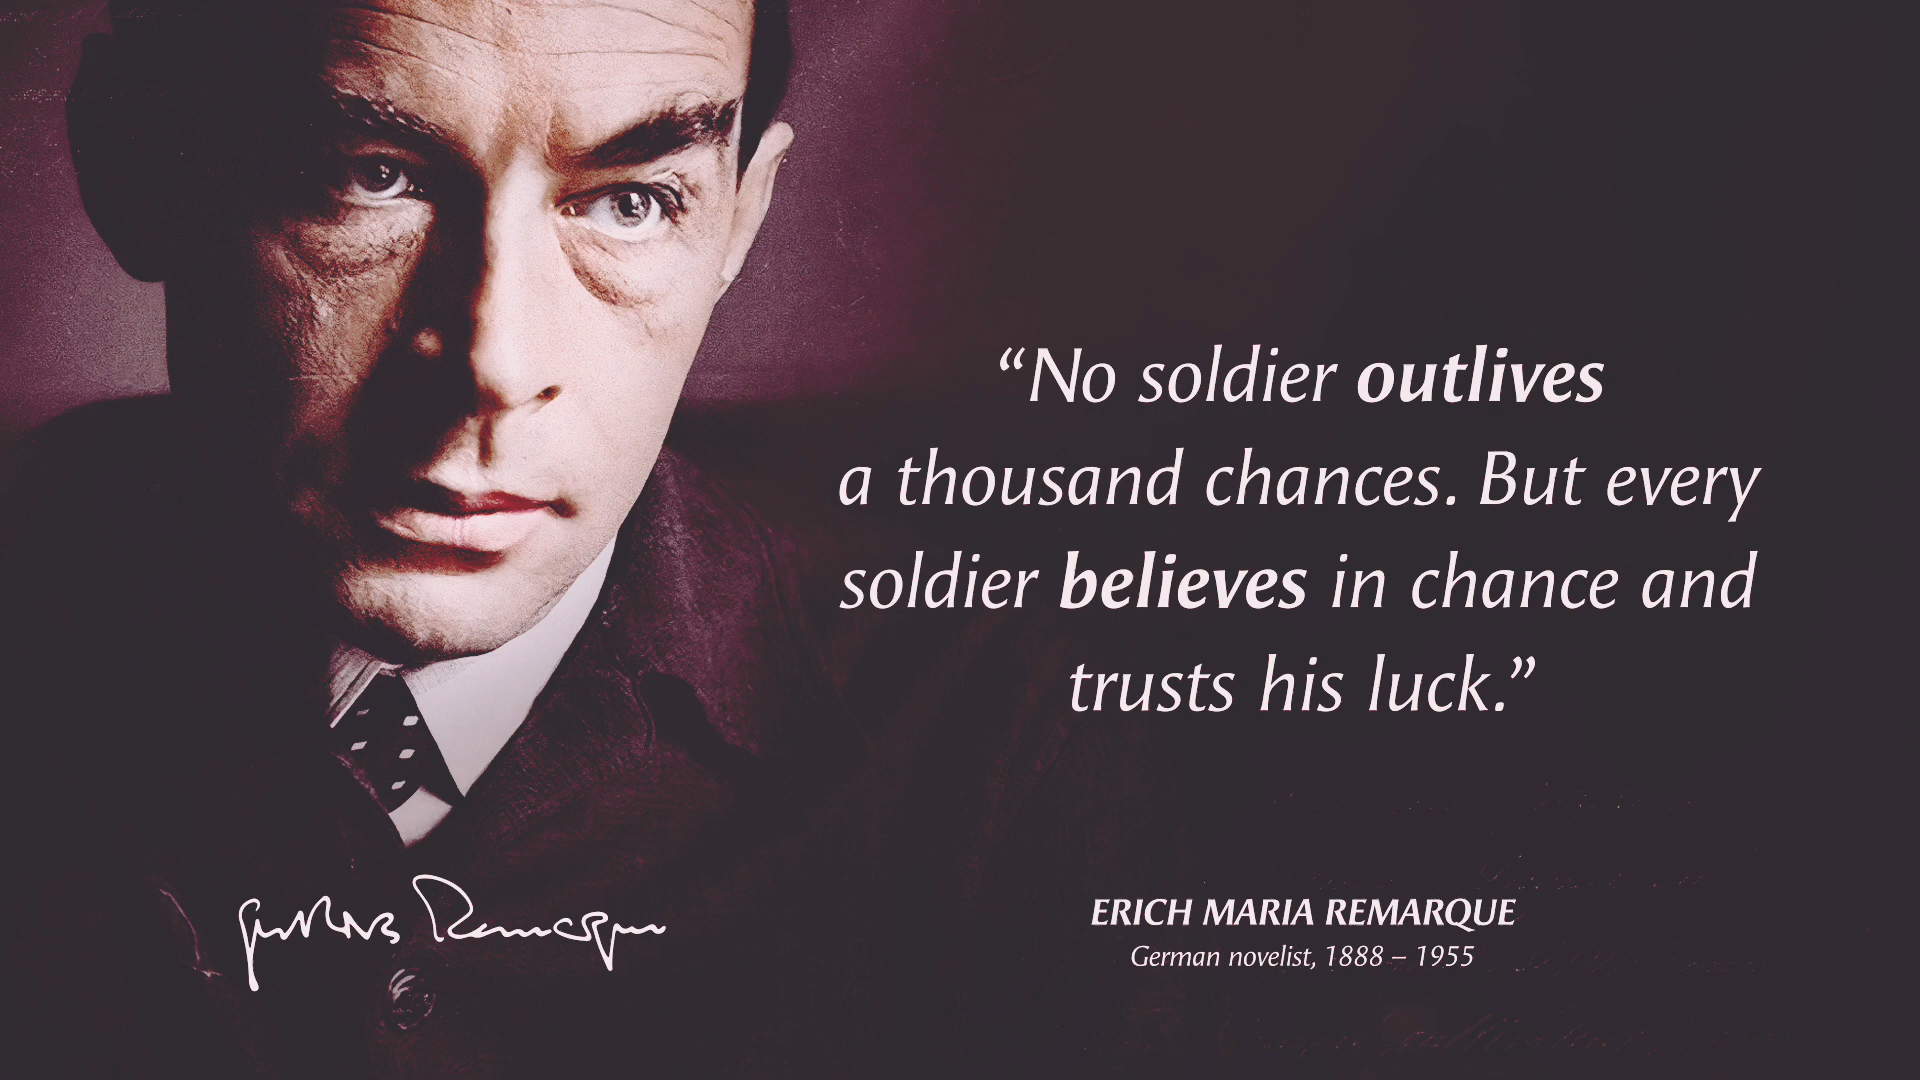 “No soldier outlives
a thousand chances. But every
soldier believes in chance and
trusts his luck.”
Remarque
ERICH MARIA REMARQUE
German novelist, 1888 – 1955